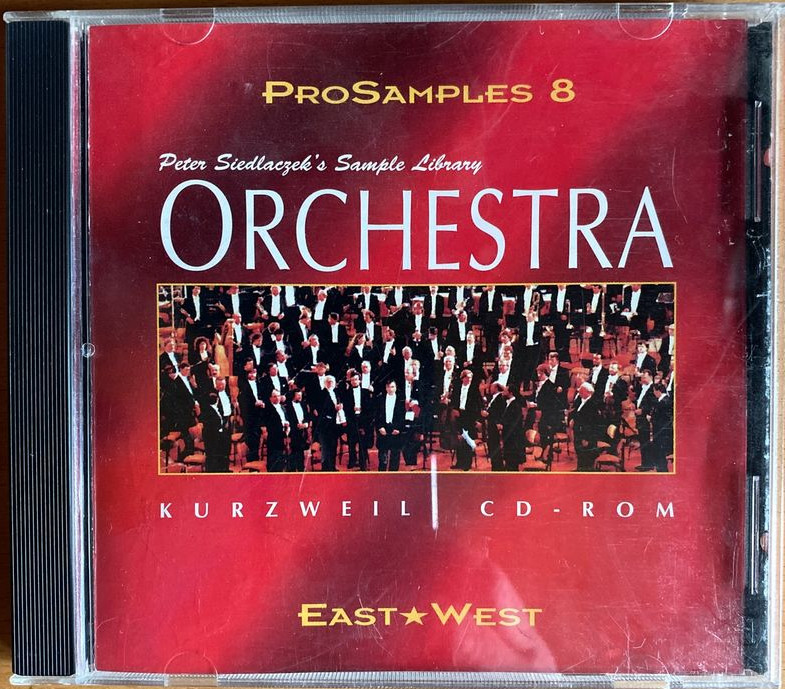 PROSAMPLES 8
Peter Siedlaczek's Sample Library
ORCHESTRA
KURZWEIL CD-ROM
EAST★WEST